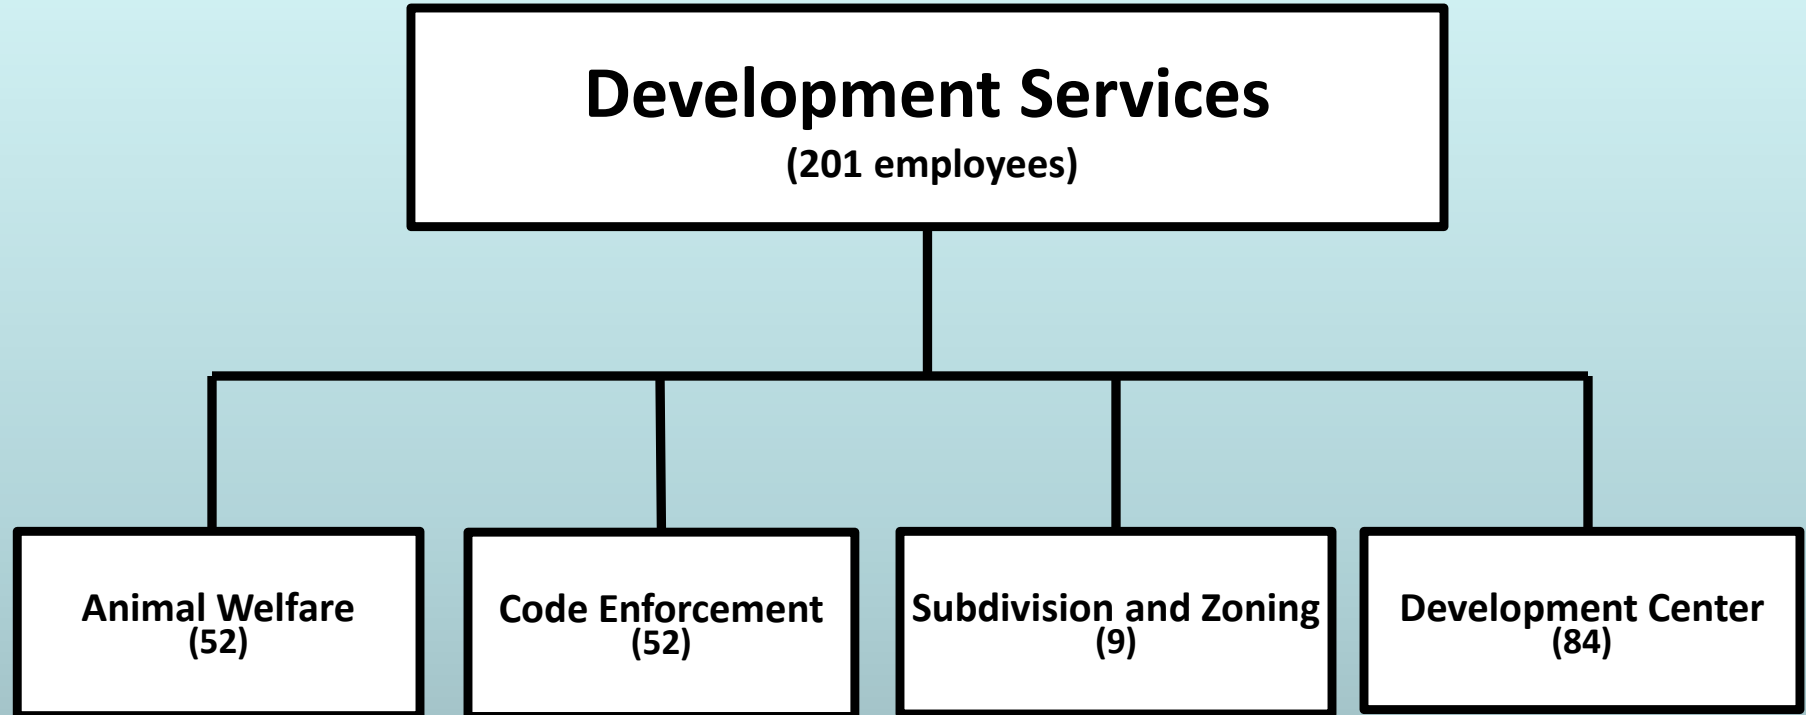 Development Services
(201 employees)
Animal Welfare
(52)
Code Enforcement
(52)
Subdivision and Zoning
(9)
Development Center
(84)